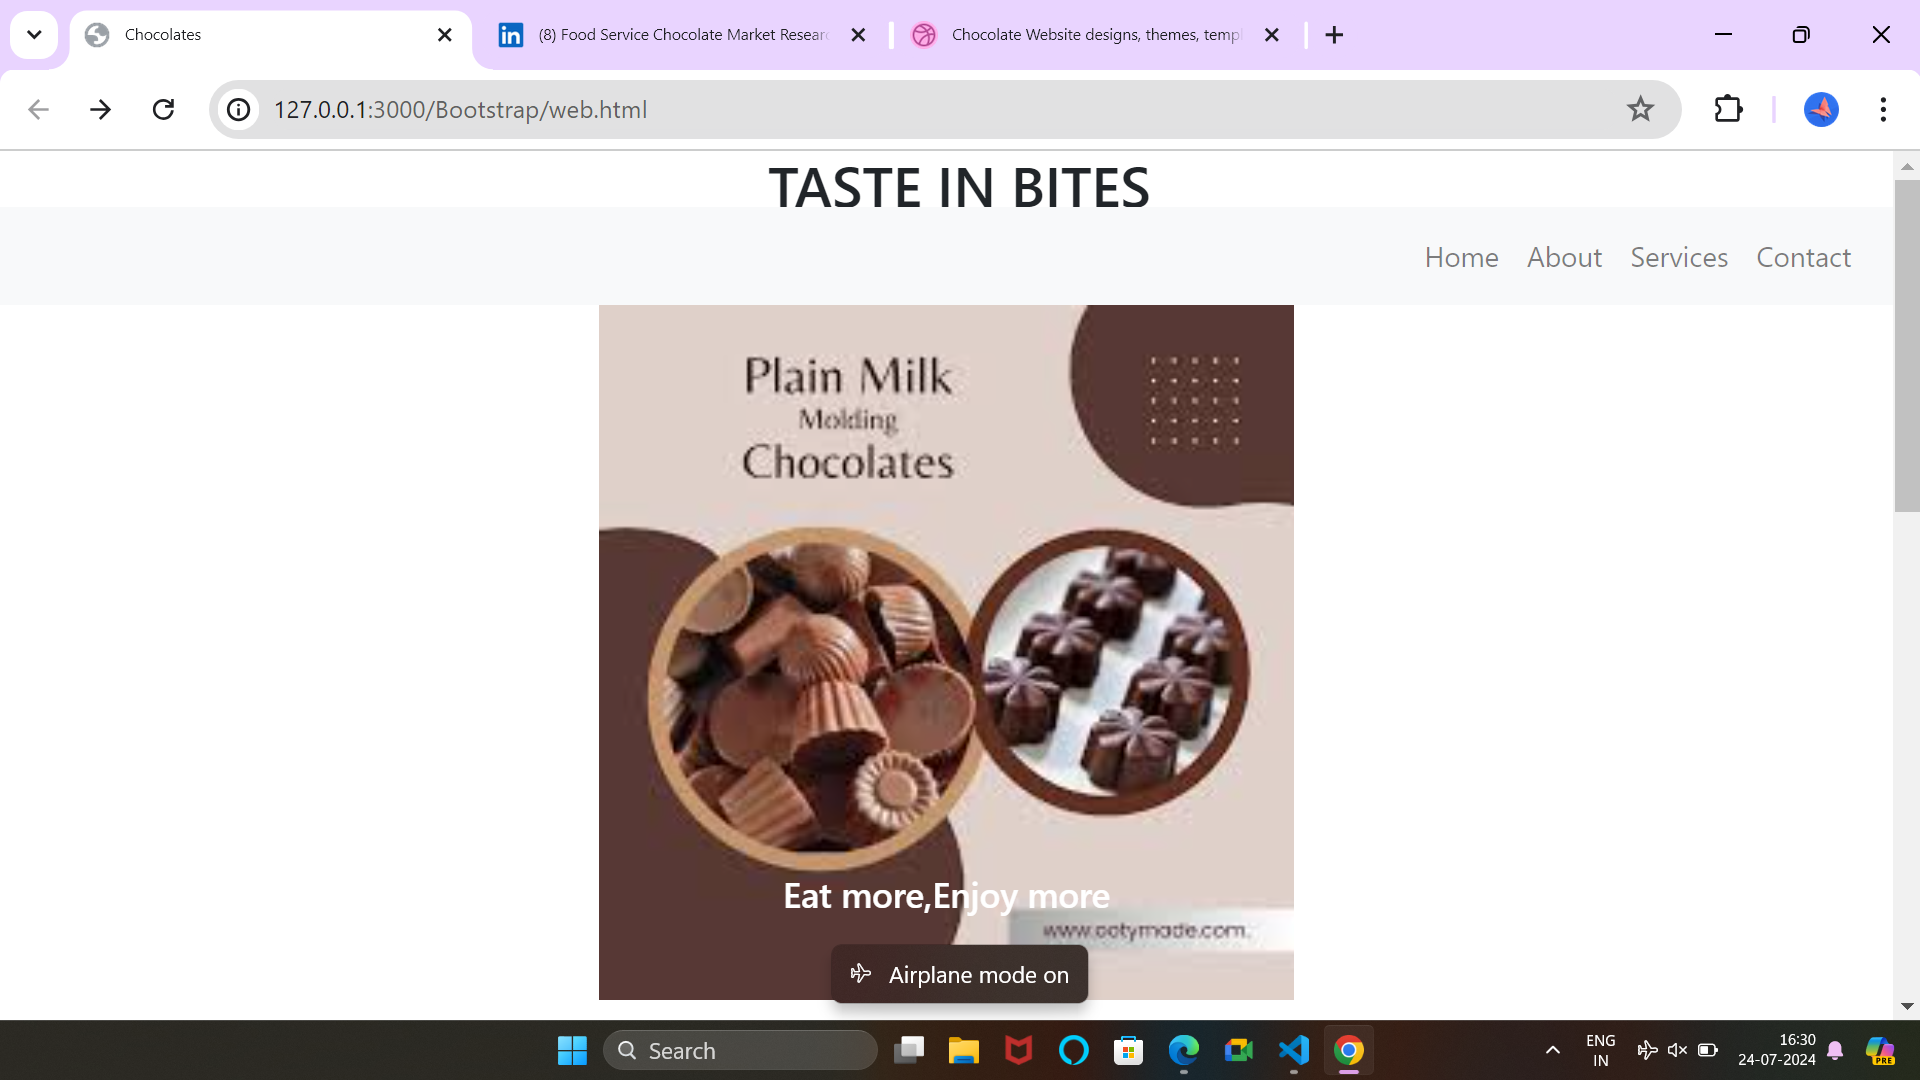 Chocolates
(8) Food Service Chocolate Market Resear
Chocolate Website designs, themes, templ
127.0.0.1:3000/Bootstrap/web.html
TASTE IN BITES
Home About Services Contact
Plain Milk
Molding
Chocolates
Eat more,Enjoy more
www.ootymade.com.
Airplane mode on
Search
ENG
IN
16:30
24-07-2024
PRE